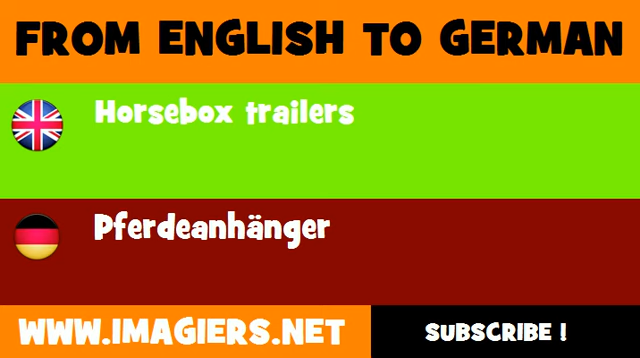 FROM ENGLISH TO GERMAN
Horsebox trailers
Pferdeanhänger
WWW.IMAGIERS.NET
SUBSCRIBE !